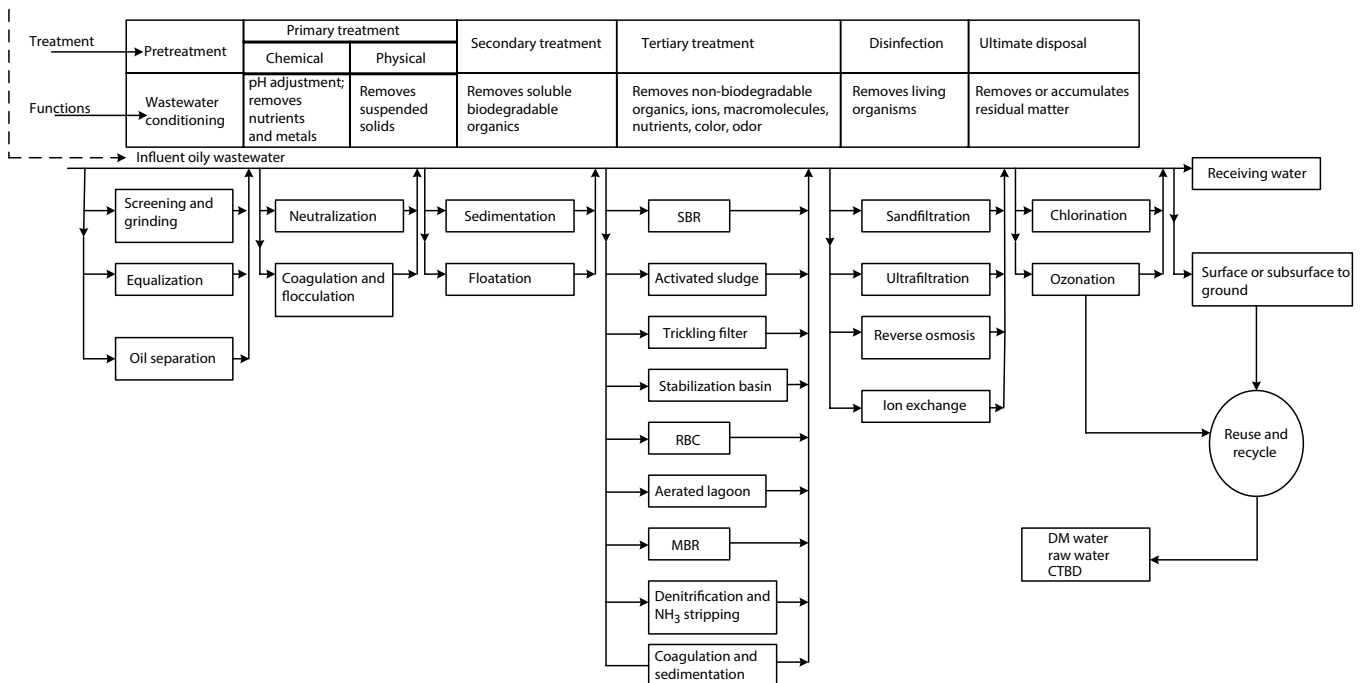 Treatment
Pretreatment
Primary treatment
Chemical
Physical
Secondary treatment
Tertiary treatment
Disinfection
Ultimate disposal
Functions
Wastewater
conditioning
pH adjustment;
removes
nutrients
and metals
Removes
suspended
solids
Removes soluble
biodegradable
organics
Removes non-biodegradable
organics, ions, macromolecules,
nutrients, color, odor
Removes living
organisms
Removes or accumulates
residual matter
Influent oily wastewater
Receiving water
Screening and
grinding
Equalization
Oil separation
Neutralization
Coagulation and
flocculation
Sedimentation
Floatation
SBR
Activated sludge
Trickling filter
Stabilization basin
RBC
Aerated lagoon
MBR
Denitrification and
NH3 stripping
Coagulation and
sedimentation
Sandfiltration
Ultrafiltration
Reverse osmosis
Ion exchange
Chlorination
Ozonation
Surface or subsurface to
ground
Reuse and
recycle
DM water
raw water
CTBD